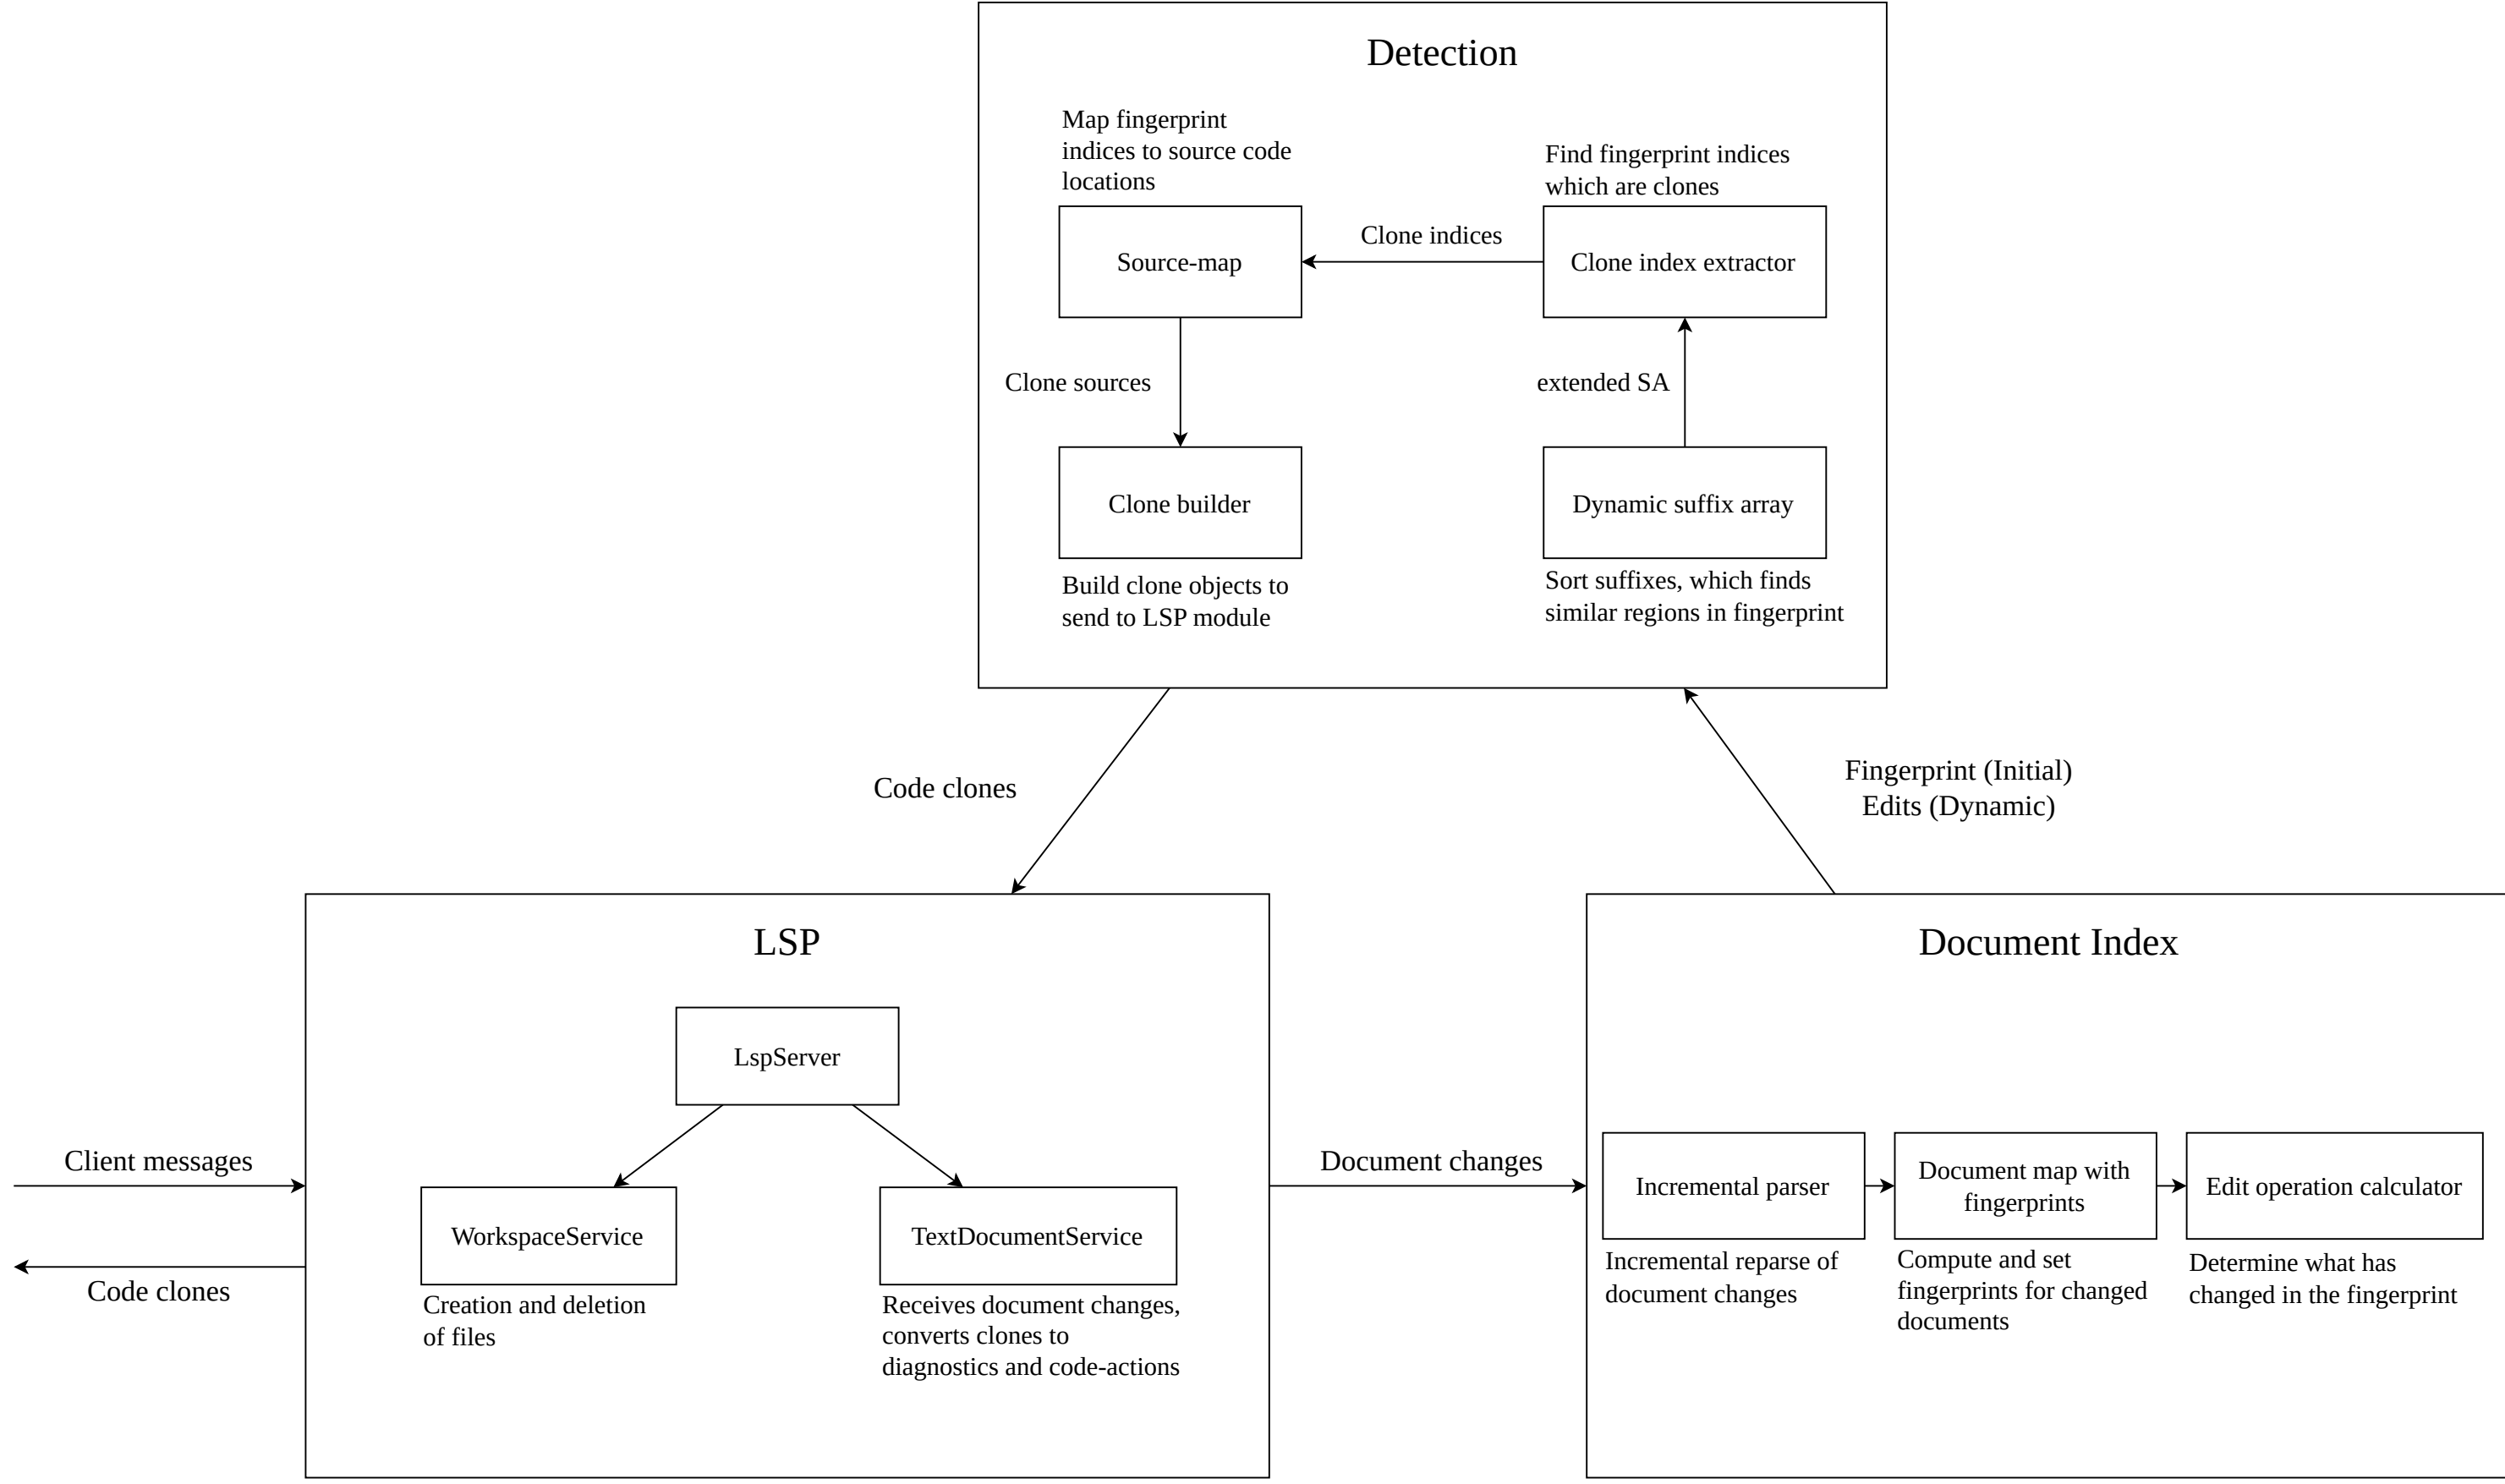 Detection
Map fingerprint
indices to source code
locations
Find fingerprint indices
which are clones
Source-map
Clone indices
Clone index extractor
Clone sources
extended SA
Clone builder
Dynamic suffix array
Build clone objects to
send to LSP module
Sort suffixes, which finds
similar regions in fingerprint
Code clones
Fingerprint (Initial)
Edits (Dynamic)
LSP
LspServer
WorkspaceService
TextDocumentService
Creation and deletion
of files
Receives document changes,
converts clones to
diagnostics and code-actions
Client messages
Code clones
Document changes
Document Index
Incremental parser
Document map with
fingerprints
Edit operation calculator
Incremental reparse of
document changes
Compute and set
fingerprints for changed
documents
Determine what has
changed in the fingerprint